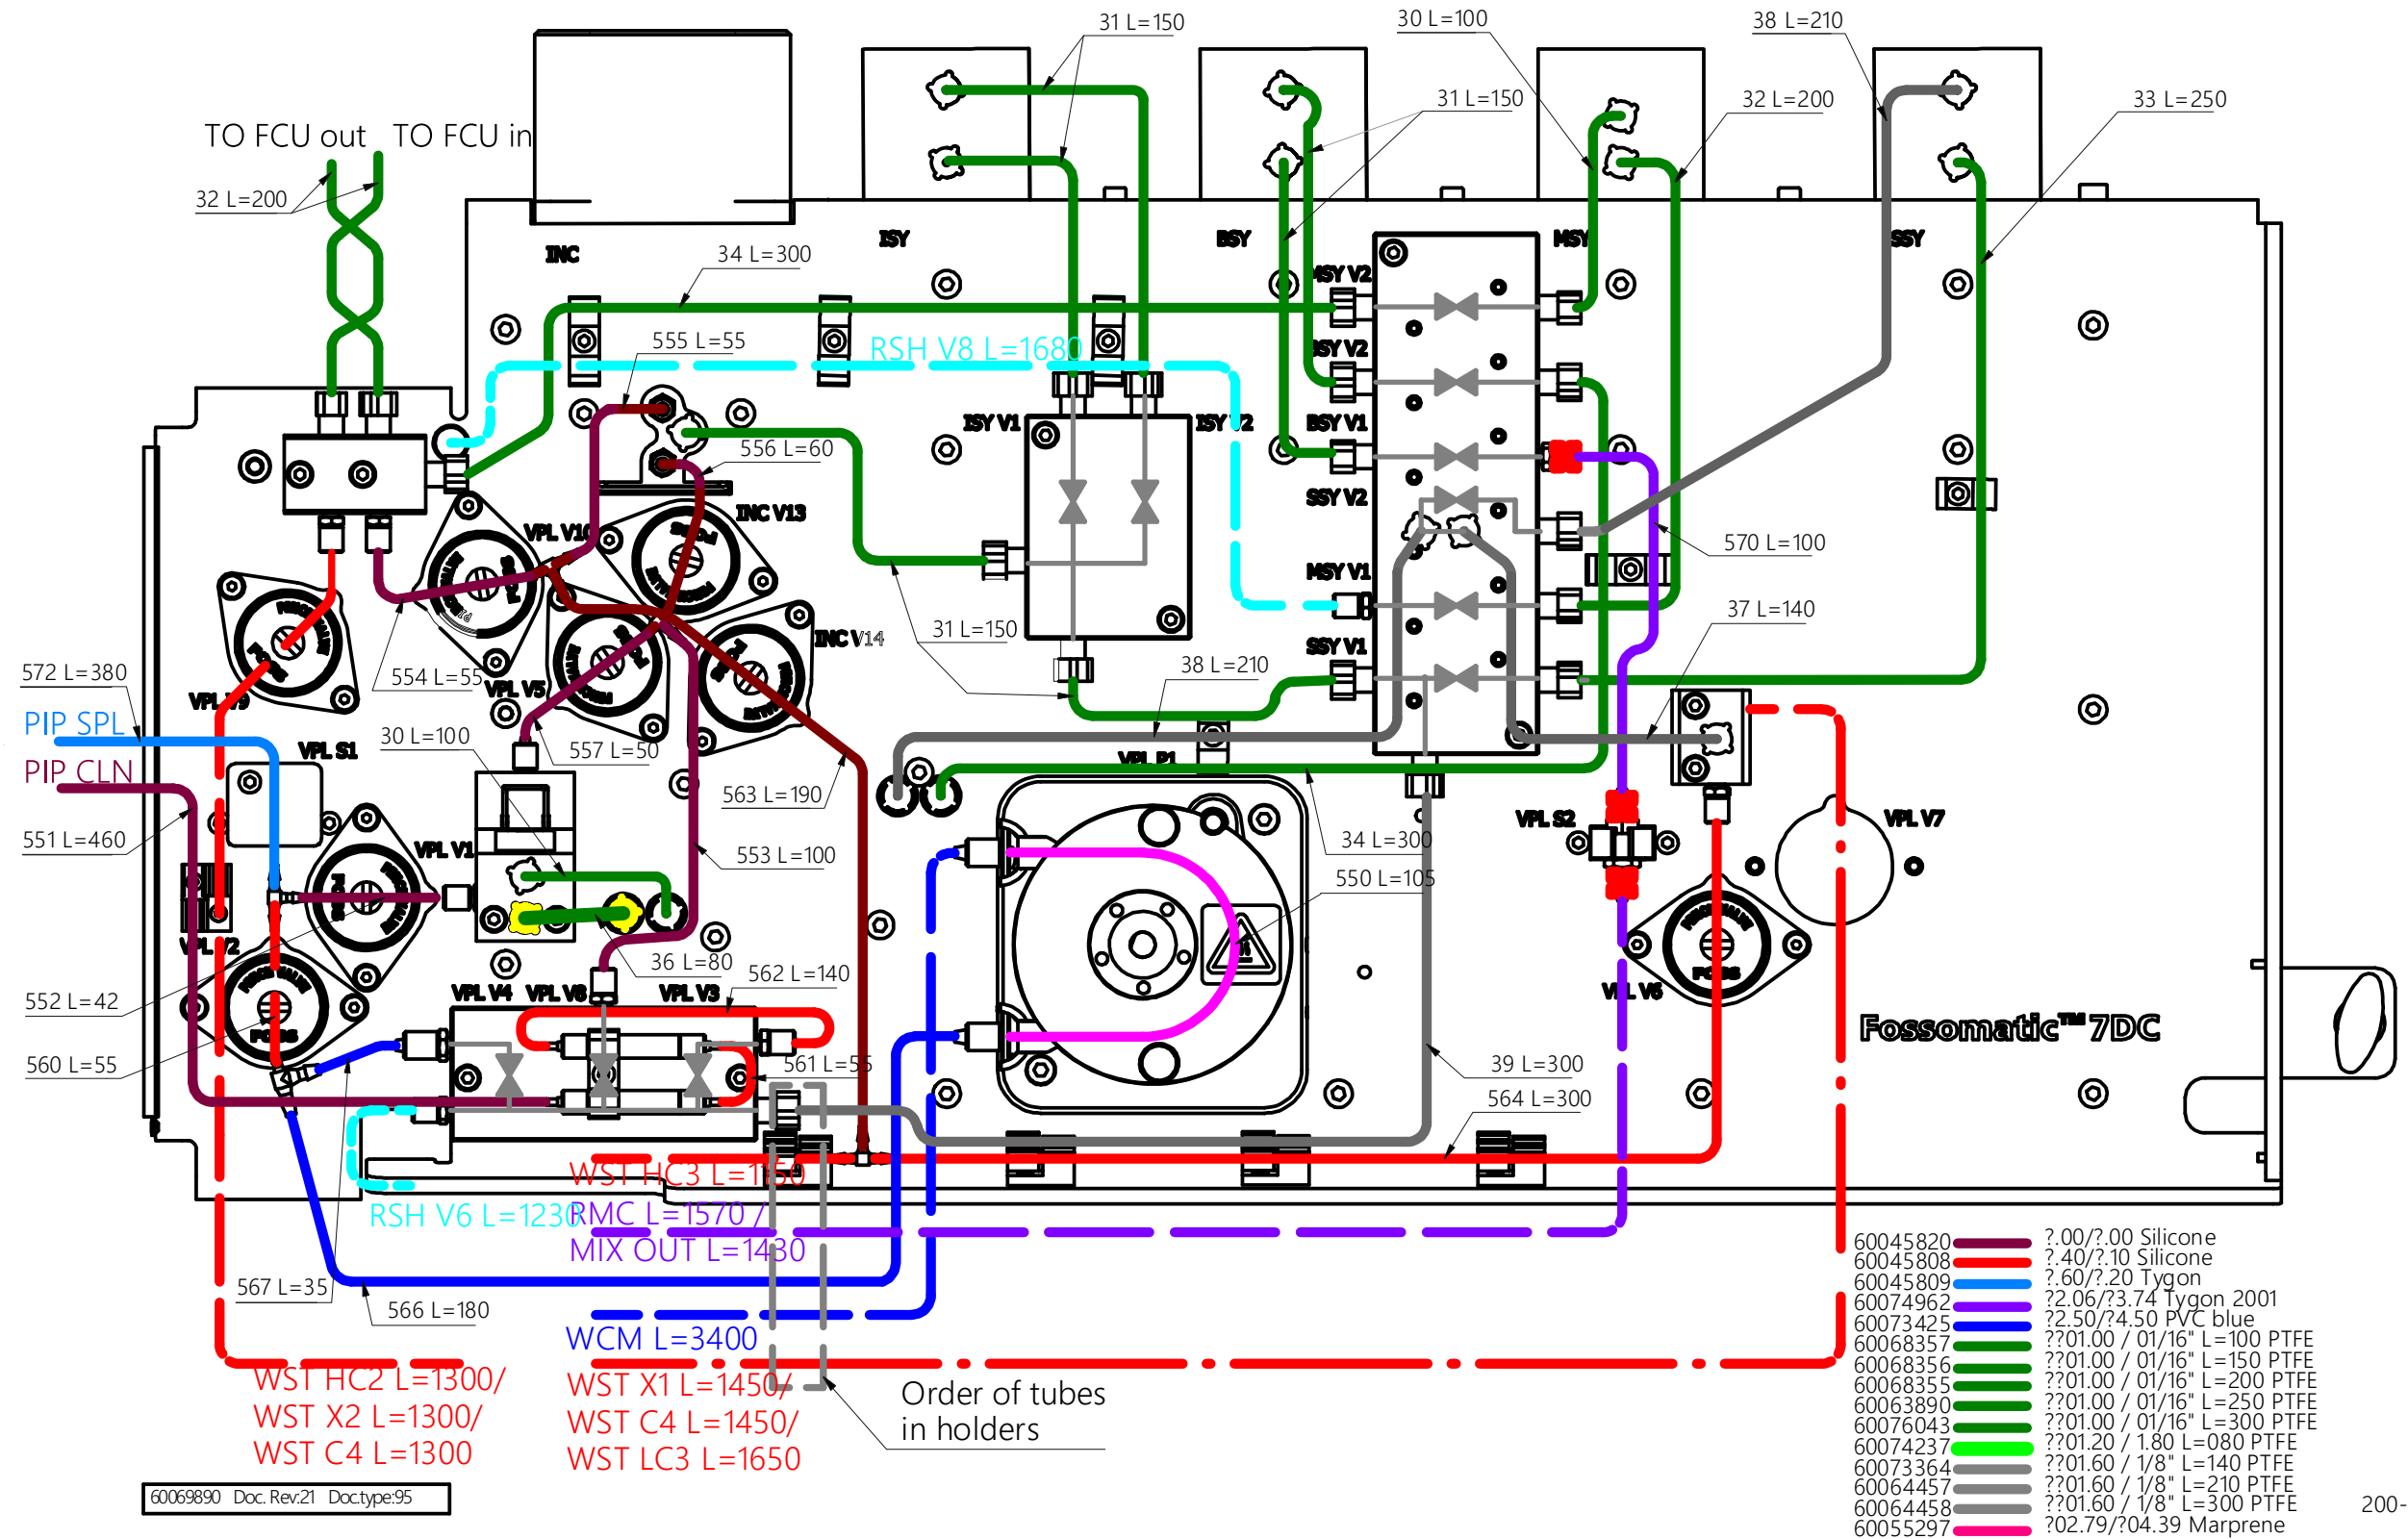 31 L=150
30 L=100
38 L=210
31 L=150
32 L=200
33 L=250
TO FCU out
TO FCU in
32 L=200
INC
ISY
BSY
MSY
SSY
34 L=300
MSY V2
555 L=55
RSH V8 L=1680
BSY V2
ISY V1
ISY V2
BSY V1
556 L=60
SSY V2
INC V13
VPL V10
570 L=100
MSY V1
37 L=140
31 L=150
INC V14
SSY V1
572 L=380
554 L=55
VPL V5
38 L=210
VPL V9
PIP SPL
30 L=100
557 L=50
VPL S1
VPL P1
PIP CLN
563 L=190
551 L=460
VPL V1
34 L=300
VPL S2
VPL V7
553 L=100
550 L=105
VPL V2
36 L=80
562 L=140
552 L=42
VPL V4
VPL V8
VPL V3
VPL V6
Fossomatic™ 7DC
560 L=55
561 L=55
39 L=300
564 L=300
WST HC3 L=1150
RSH V6 L=1230
RMC L=1570 /
MIX OUT L=1430
567 L=35
566 L=180
WCM L=3400
WST HC2 L=1300/
WST X2 L=1300/
WST C4 L=1300
WST X1 L=1450/
WST C4 L=1450/
WST LC3 L=1650
Order of tubes
in holders
60045820 ?.00/?.00 Silicone
60045808 ?.40/?.10 Silicone
60045809 ?.60/?.20 Tygon
60074962 ?2.06/?3.74 Tygon 2001
60073425 ?2.50/?4.50 PVC blue
60068357 ??01.00 / 01/16" L=100 PTFE
60068356 ??01.00 / 01/16" L=150 PTFE
60068355 ??01.00 / 01/16" L=200 PTFE
60063890 ??01.00 / 01/16" L=250 PTFE
60076043 ??01.00 / 01/16" L=300 PTFE
60074237 ??01.20 / 1.80 L=080 PTFE
60073364 ??01.60 / 1/8" L=140 PTFE
60064457 ??01.60 / 1/8" L=210 PTFE
60064458 ??01.60 / 1/8" L=300 PTFE
60055297 ?02.79/?04.39 Marprene
60069890 Doc. Rev:21 Doc.type:95
200-